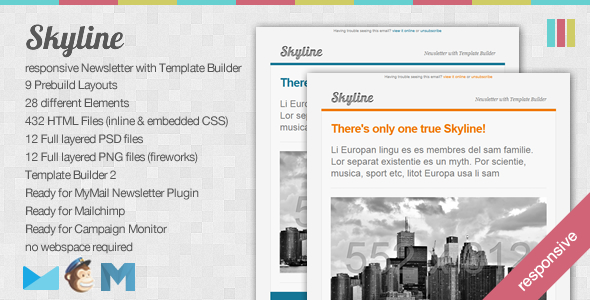 Skyline
responsive Newsletter with Template Builder
9 Prebuild Layouts
28 different Elements
432 HTML Files (inline & embedded CSS)
12 Full layered PSD files
12 Full layered PNG files (fireworks)
Template Builder 2
Ready for MyMail Newsletter Plugin
Ready for Mailchimp
Ready for Campaign Monitor
no webspace required
Having trouble seeing this email? view it online or unsubscribe
Skyline
Newsletter with Template Builder
There
Li Euro
Lor sep
musica,
Having trouble seeing this email? view it online or unsubscribe
Skyline
Newsletter with Template Builder
There's only one true Skyline!
Li Europan lingu es es membres del sam familie.
Lor separat existentie es un myth. Por scientie,
musica, sport etc, litot Europa usa li sam
responsive